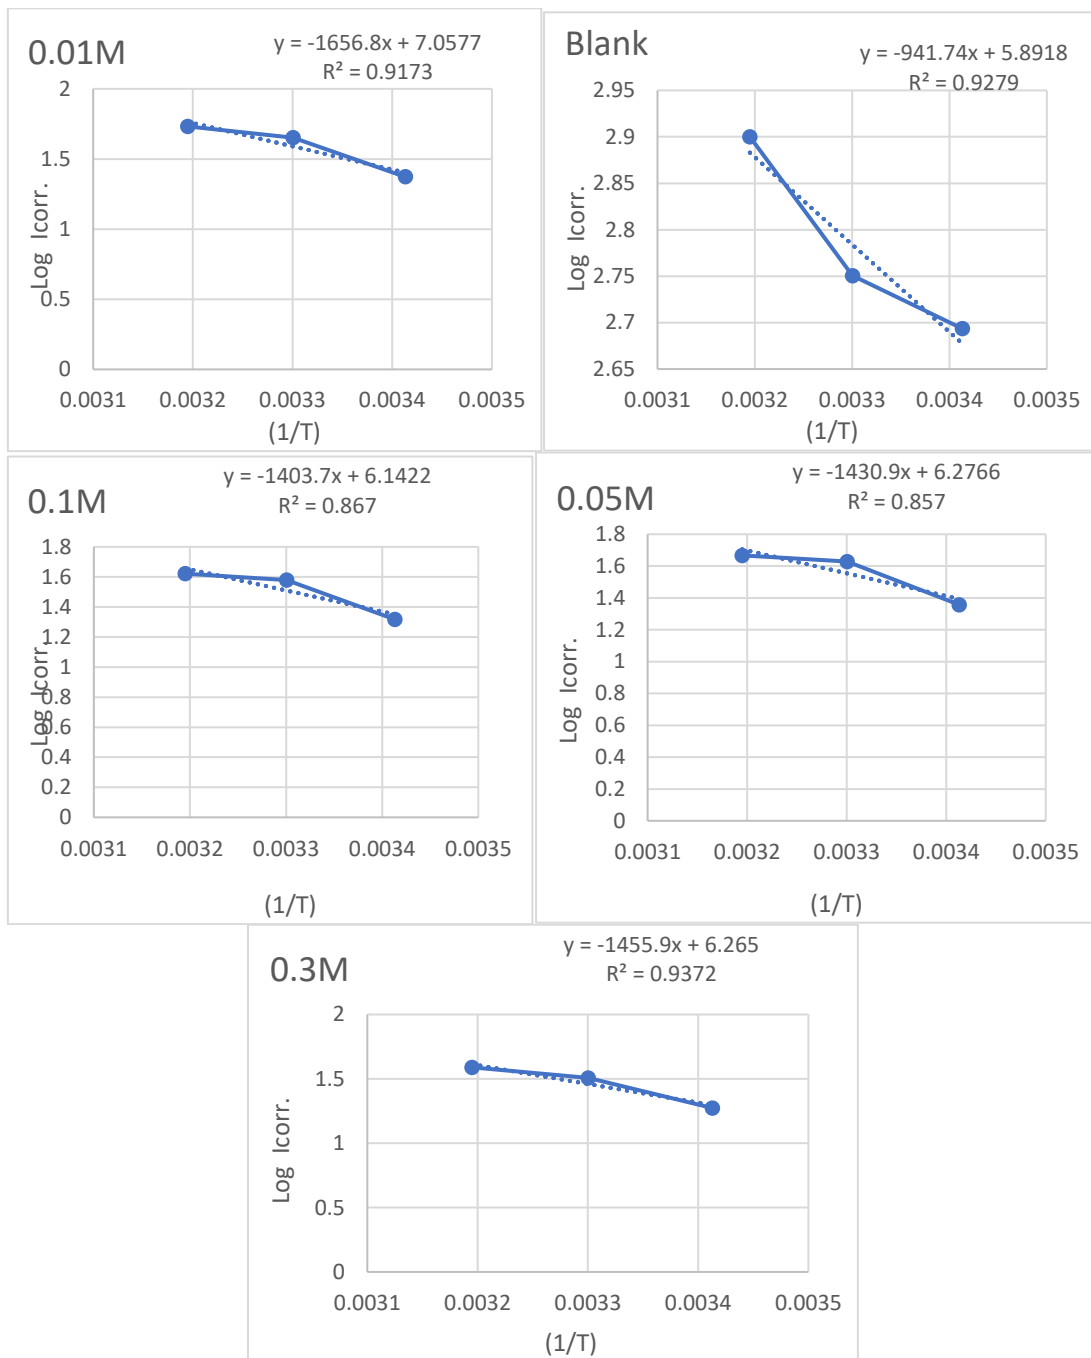 0.01M
y = -1656.8x + 7.0577
R² = 0.9173
2
1.5
1
0.5
0
Log Icorr.
0.0031 0.0032 0.0033 0.0034 0.0035
(1/T)
Blank
y = -941.74x + 5.8918
R² = 0.9279
2.95
2.9
2.85
2.8
2.75
2.7
2.65
Log Icorr.
0.0031 0.0032 0.0033 0.0034 0.0035
(1/T)
0.1M
y = -1403.7x + 6.1422
R² = 0.867
1.8
1.6
1.4
1.2
1
0.8
0.6
0.4
0.2
0
Log Icorr.
0.0031 0.0032 0.0033 0.0034 0.0035
(1/T)
0.05M
y = -1430.9x + 6.2766
R² = 0.857
1.8
1.6
1.4
1.2
1
0.8
0.6
0.4
0.2
0
Log Icorr.
0.0031 0.0032 0.0033 0.0034 0.0035
(1/T)
0.3M
y = -1455.9x + 6.265
R² = 0.9372
2
1.5
1
0.5
0
Log Icorr.
0.0031 0.0032 0.0033 0.0034 0.0035
(1/T)